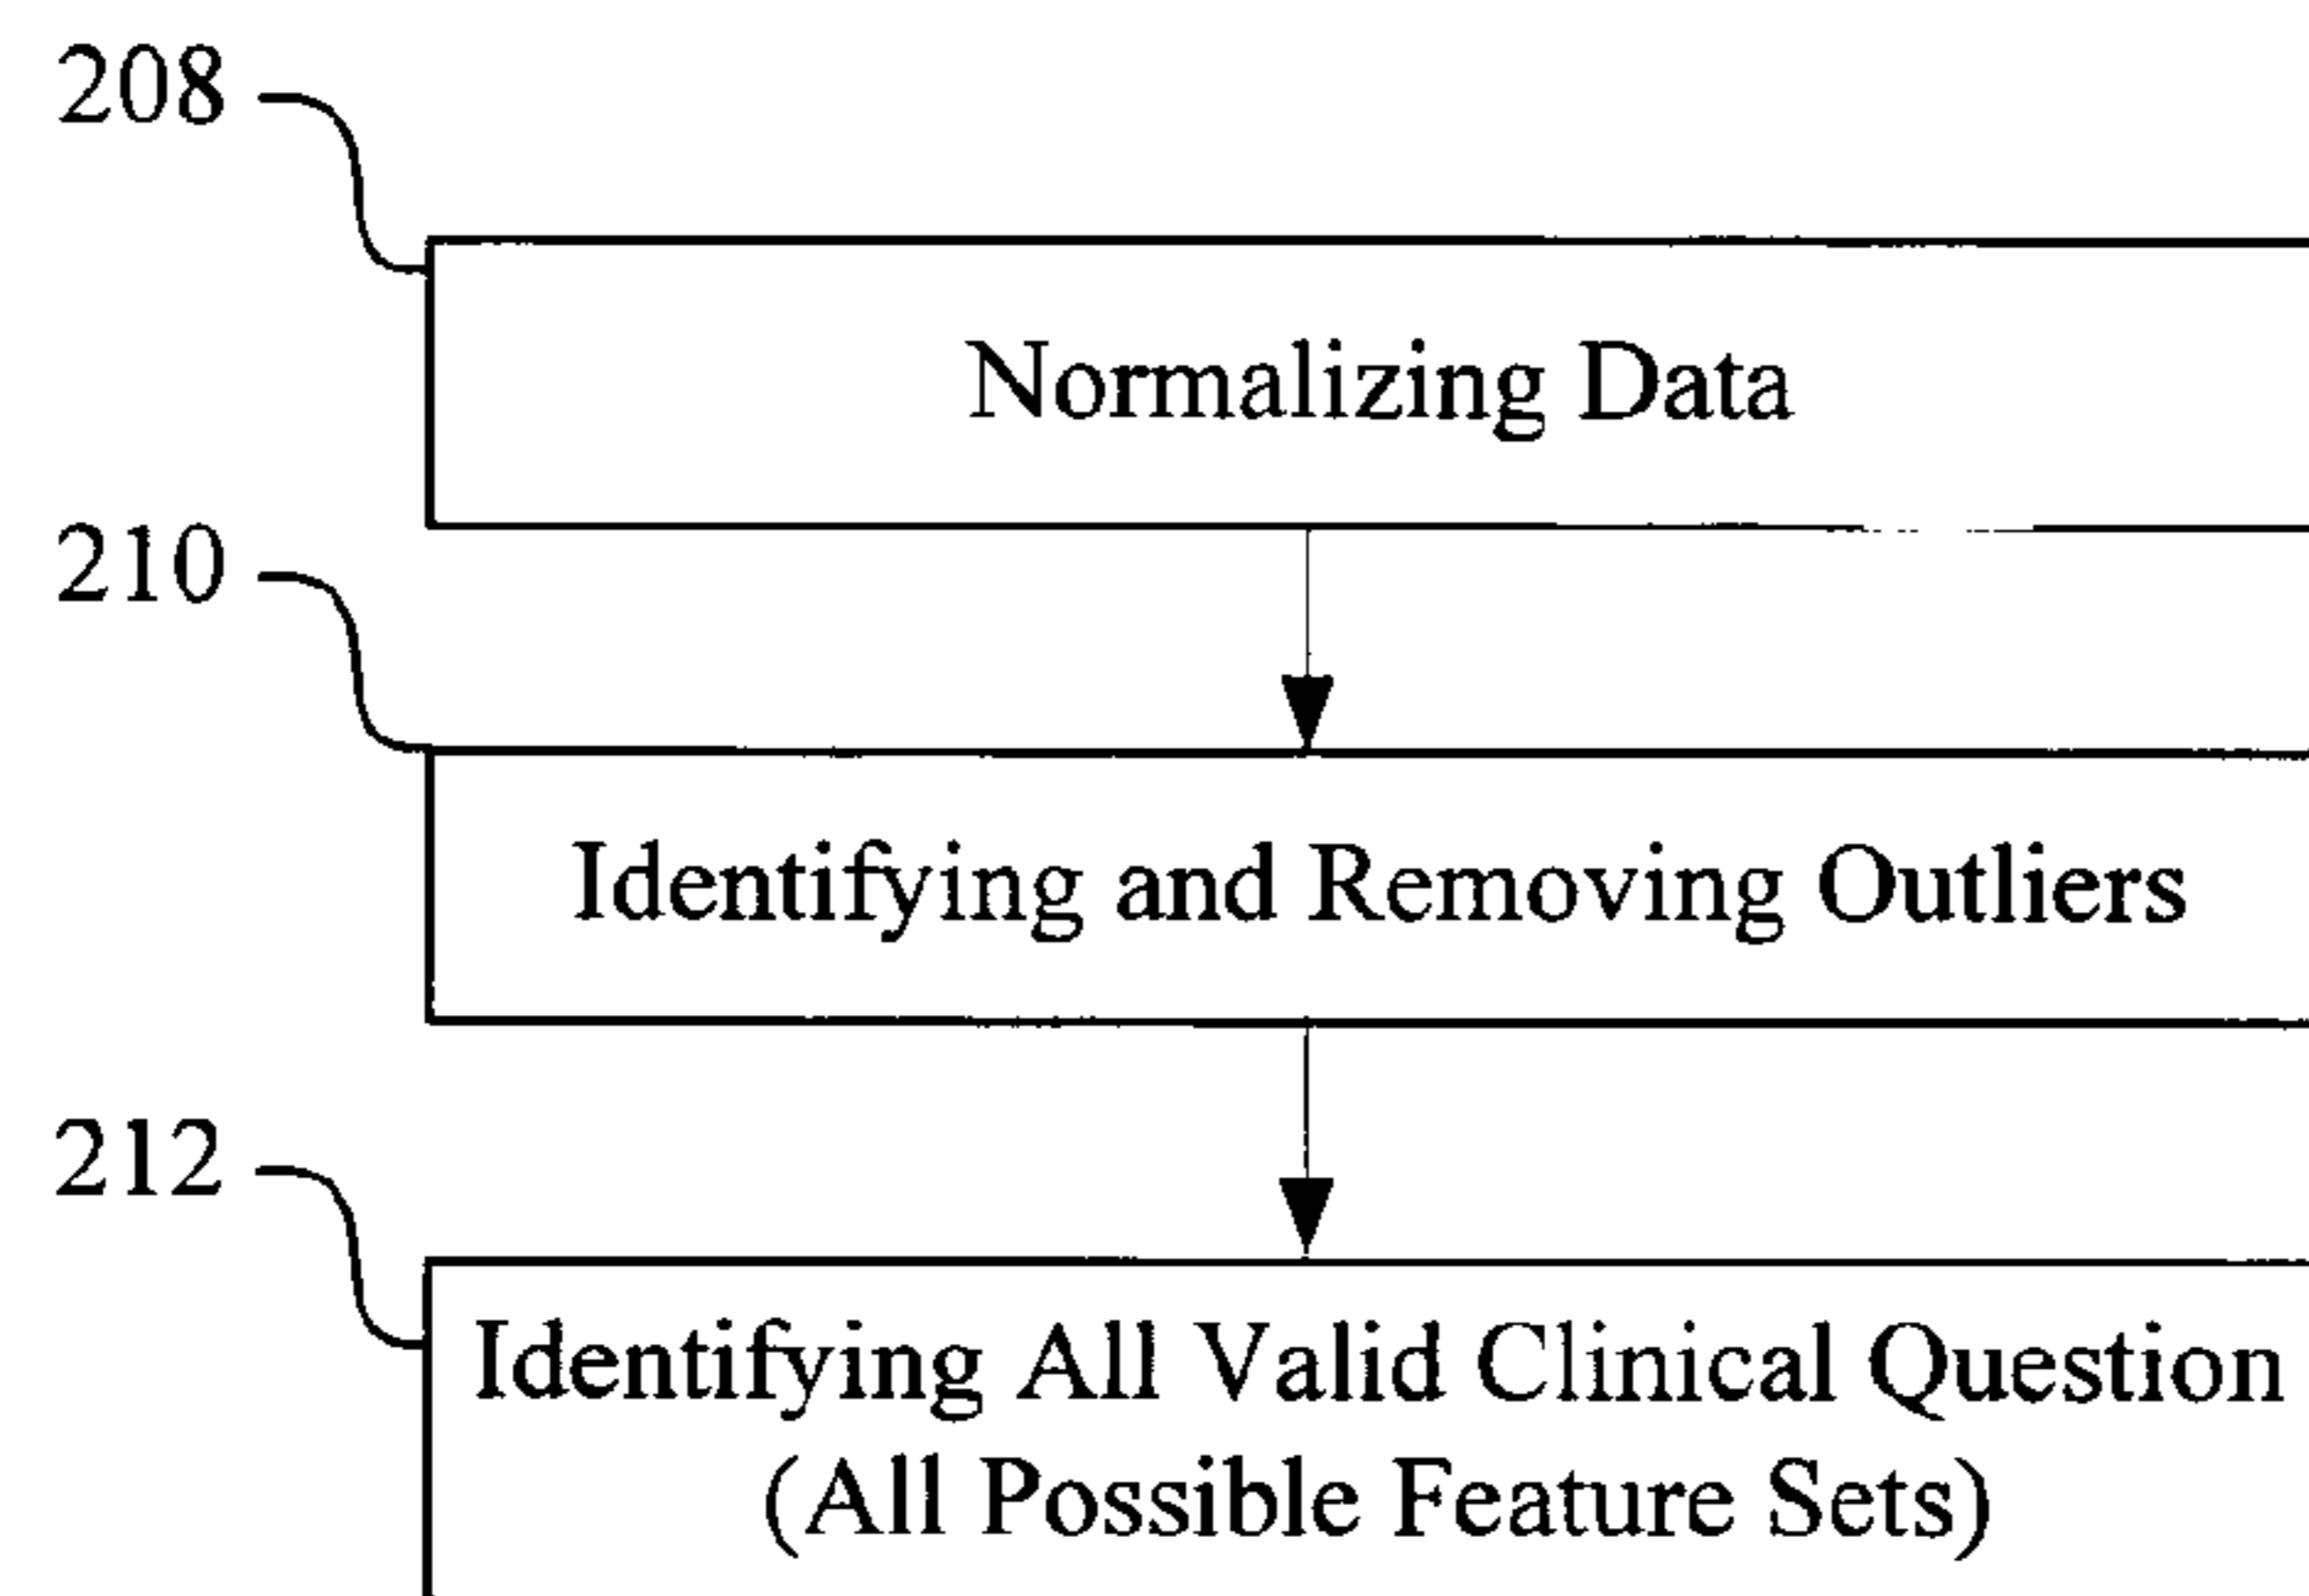 208
Normalizing Data
210
Identifying and Removing Outliers
212
Identifying All Valid Clinical Question
(All Possible Feature Sets)